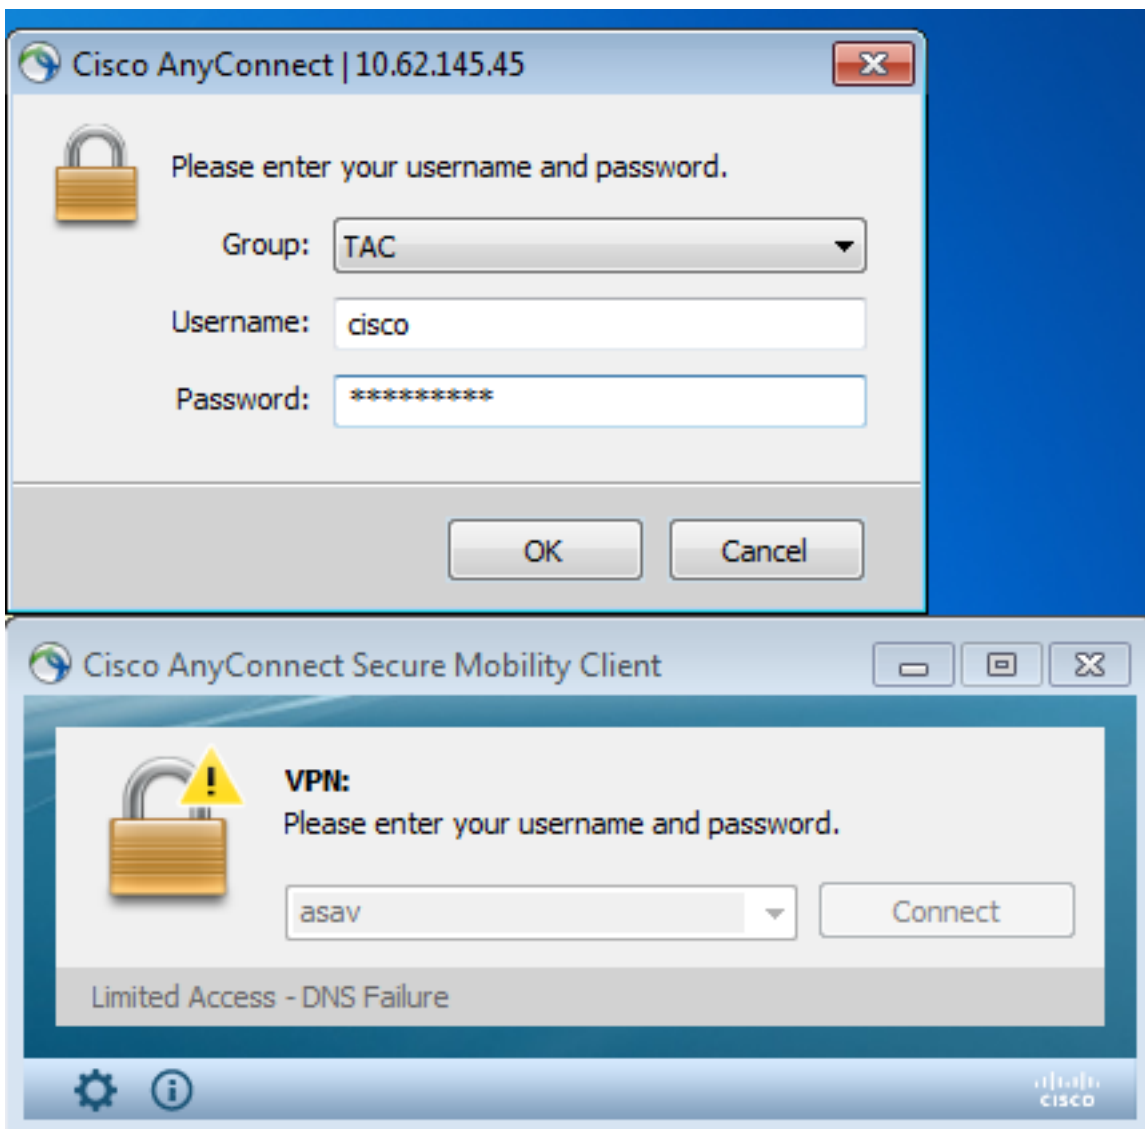 Cisco AnyConnect | 10.62.145.45
Please enter your username and password.
Group: TAC
Username: cisco
Password: *********
OK Cancel
Cisco AnyConnect Secure Mobility Client
VPN:
Please enter your username and password.
asav Connect
Limited Access - DNS Failure
CISCO